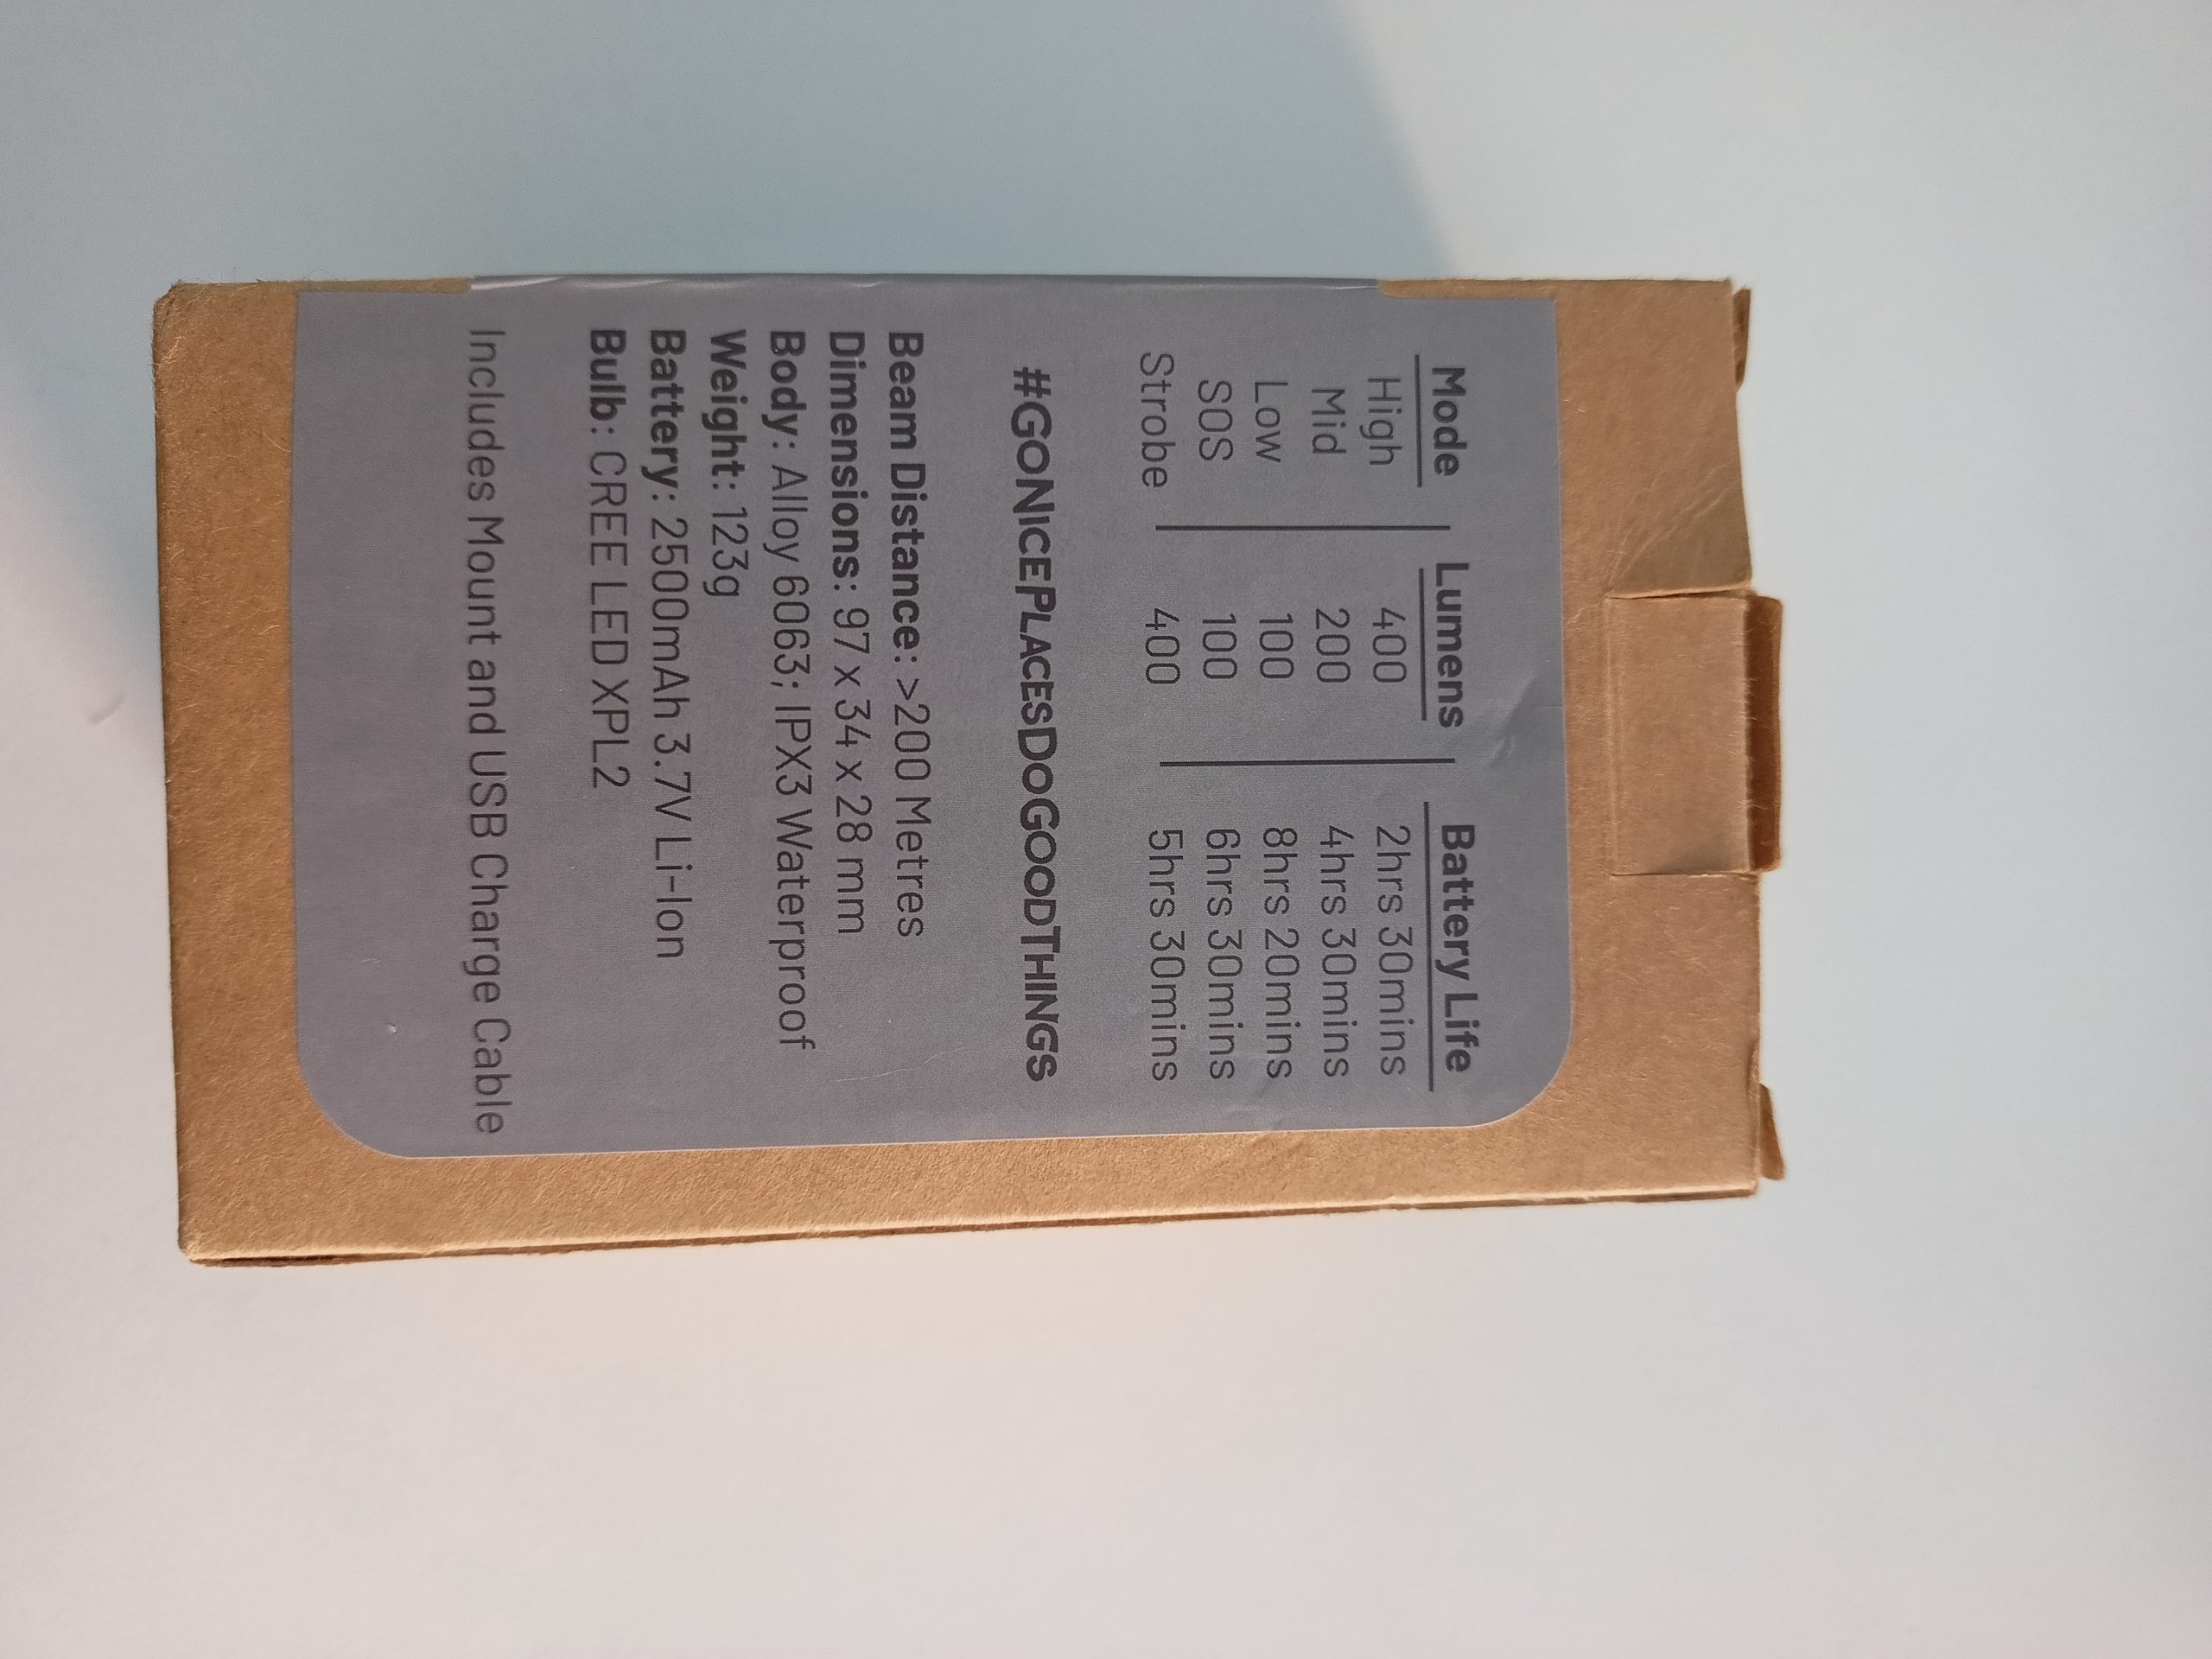 Mode Lumens Battery Life
High 400 2hrs 30mins
Mid 200 4hrs 30mins
Low 100 8hrs 20mins
SOS 100 6hrs 30mins
Strobe 400 5hrs 30mins
#GONICEPLACESDOGOODTHINGS
Beam Distance: >200 Metres
Dimensions: 97 x 34 x 28 mm
Body: Alloy 6063; IPX3 Waterproof
Weight: 123g
Battery: 2500mAh 3.7V Li-Ion
Bulb: CREE LED XPL2
Includes Mount and USB Charge Cable